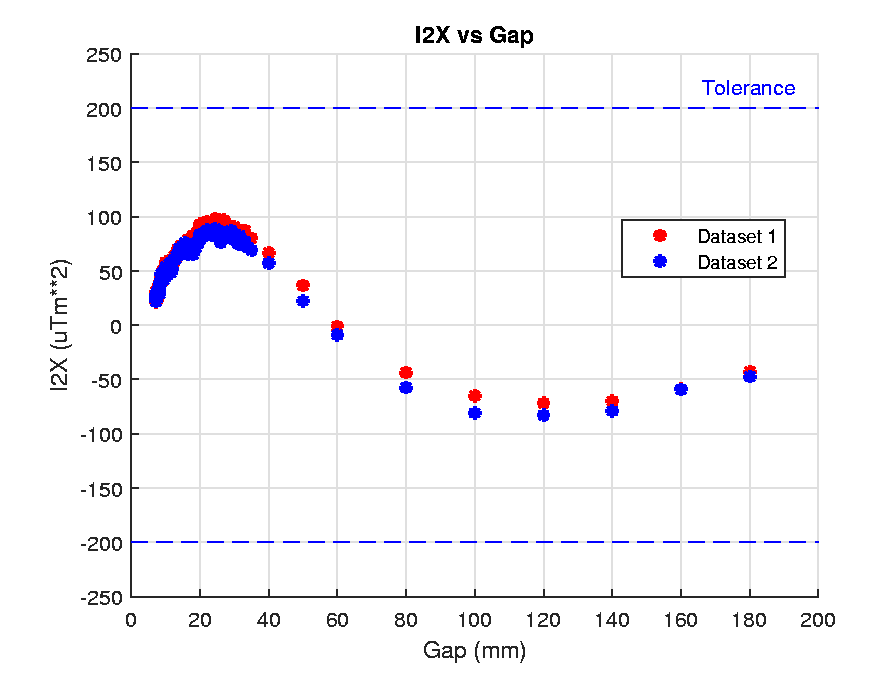 I2X vs Gap
250
200
150
100
50
0
-50
-100
-150
-200
-250
I2X (uTm**2)
Tolerance
Dataset 1
Dataset 2
0 20 40 60 80 100 120 140 160 180 200
Gap (mm)